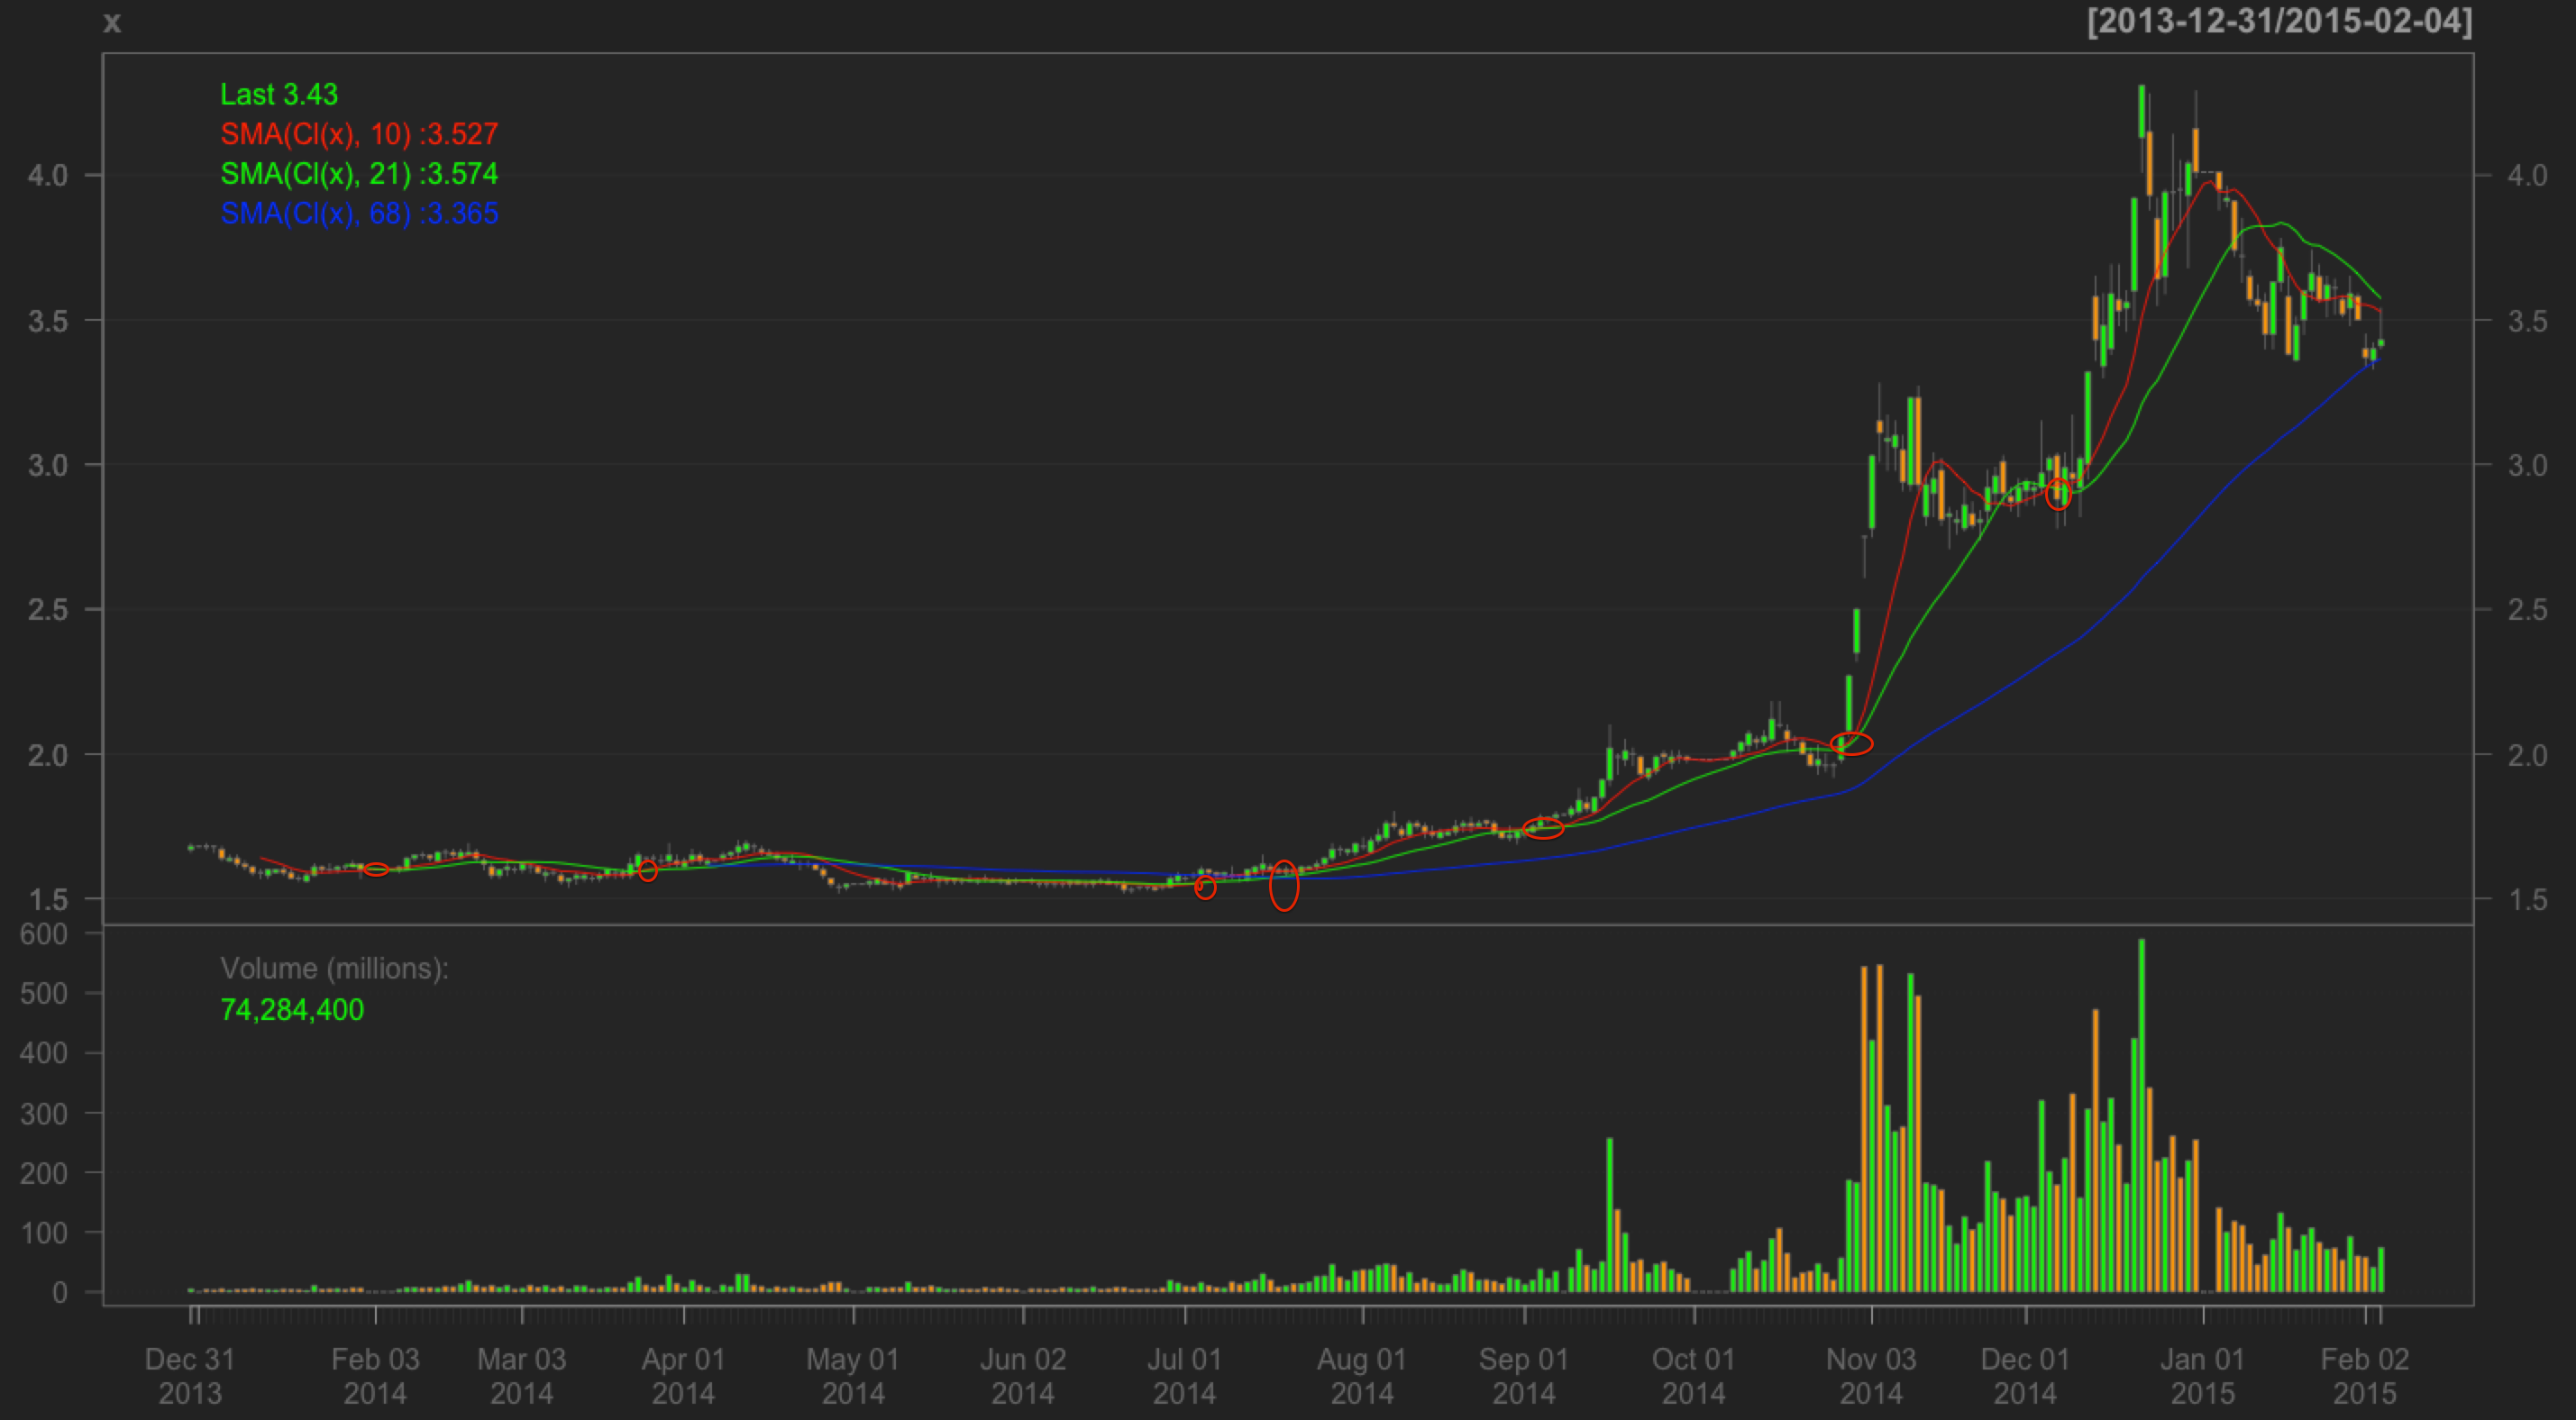 x
[2013-12-31/2015-02-04]
Last 3.43
SMA(Cl(x), 10) :3.527
SMA(Cl(x), 21) :3.574
SMA(Cl(x), 68) :3.365
4.0
3.5
3.0
2.5
2.0
1.5
4.0
3.5
3.0
2.5
2.0
1.5
Volume (millions):
74,284,400
600
500
400
300
200
100
0
Dec 31 Feb 03 Mar 03 Apr 01 May 01 Jun 02 Jul 01 Aug 01 Sep 01 Oct 01 Nov 03 Dec 01 Jan 01 Feb 02
2013 2014 2014 2014 2014 2014 2014 2014 2014 2014 2014 2014 2015 2015